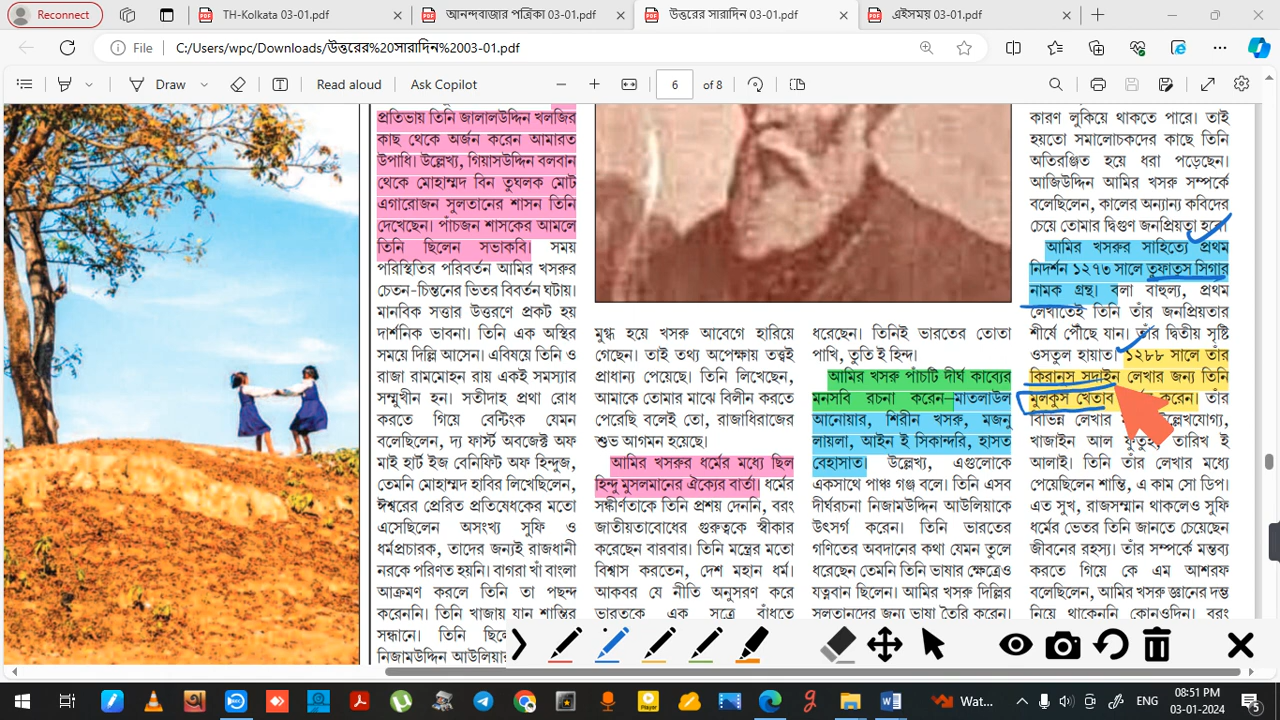 Reconnect
TH-Kolkata 03-01.pdf
আনন্দবাজার পত্রিকা 03-01.pdf
উত্তরের সারাদিন 03-01.pdf
এইসময় 03-01.pdf
File
C:/Users/wpc/Downloads/উত্তরের%20সারাদিন%2003-01.pdf
Draw
Read aloud
Ask Copilot
6 of 8
প্রতিভায় তিনি জালালউদ্দিন খলজির
কাছ থেকে অর্জন করেন আমারত
উপাধি। উল্লেখ্য, গিয়াসউদ্দিন বলবান
থেকে মোহাম্মদ বিন তুঘলক মোট
এগারোজন সুলতানের শাসন তিনি
দেখেছেন। পাঁচজন শাসকের আমলে
তিনি ছিলেন সভাকবি। সময়
পরিস্থিতির পরিবর্তন আমির খসরুর
চেতন-চিন্তনের ভিতর বিবর্তন ঘটায়।
মানবিক সত্তার উত্তরণে প্রকট হয়
দার্শনিক ভাবনা। তিনি এক অস্থির
সময়ে দিল্লি আসেন। এবিষয়ে তিনি ও
রাজা রামমোহন রায় একই সমস্যার
সম্মুখীন হন। সতীদাহ প্রথা রোধ
করতে গিয়ে বেন্টিংক যেমন
বলেছিলেন, দ্য ফার্স্ট অবজেক্ট অফ
মাই হার্ট ইজ বেনিফিট অফ হিন্দুজ,
তেমনি মোহাম্মদ হাবির লিখেছিলেন,
ঈশ্বরের প্রেরিত প্রতিষেধকের মতো
এসেছিলেন অসংখ্য সুফি ও
ধর্মপ্রচারক, তাদের জন্যই রাজধানী
নরকে পরিণত হয়নি। বাগরা খাঁ বাংলা
আক্রমণ করলে তিনি তা পছন্দ
করেননি। তিনি খাজায় যান শান্তির
সন্ধানে। তিনি
নিজামউদ্দিন
মুগ্ধ হয়ে খসরু আবেগে হারিয়ে
গেছেন। তাই তথ্য অপেক্ষায় তত্ত্বই
প্রাধান্য পেয়েছে। তিনি লিখেছেন,
আমাকে তোমার মাঝে বিলীন করতে
পেরেছি বলেই তো, রাজাধিরাজের
শুভ আগমন হয়েছে।
আমির খসরুর ধর্মের মধ্যে ছিল
হিন্দু মুসলমানের ঐক্যের বার্তা। ধর্মের
সঙ্কীর্ণতাকে তিনি প্রশয় দেননি, বরং
জাতীয়তাবোধের গুরুত্বকে স্বীকার
করেছেন বারবার। তিনি মন্ত্রের মতো
বিশ্বাস করতেন, দেশ মহান ধর্ম।
আকবর যে নীতি অনুসরণ করে
ভারতকে এক সূত্রে বাঁধতে
ধরেছেন। তিনিই ভারতের তোতা
পাখি, তুতি ই হিন্দ।
আমির খসরু পাঁচটি দীর্ঘ কাব্যের
মনসবি রচনা করেন—মাতলাউল
আনোয়ার, শিরীন খসরু, মজনু
লায়লা, আইন ই সিকান্দরি, হাসত
বেহাসাত। উল্লেখ্য, এগুলোকে
একসাথে পাঞ্চ গঞ্জ বলে। তিনি এসব
দীর্ঘরচনা নিজামউদ্দিন আউলিয়াকে
উৎসর্গ করেন। তিনি ভারতের
গণিতের অবদানের কথা যেমন তুলে
ধরেছেন তেমনি তিনি ভাষার ক্ষেত্রেও
যত্নবান ছিলেন। আমির খসরু দিল্লির
সুলতানদের জন্য ভাষা তৈরি করেন।
কারণ লুকিয়ে থাকতে পারে। তাই
হয়তো সমালোচকদের কাছে তিনি
অতিরঞ্জিত হয়ে ধরা পড়েছেন।
আজিউদ্দিন আমির খসরু সম্পর্কে
বলেছিলেন, কালের অন্যান্য কবিদের
চেয়ে তোমার দ্বিগুণ জনপ্রিয়তা হবে।
আমির খসরুর সাহিত্যে প্রথম
নিদর্শন ১২৭৩ সালে তুফাতুস সিগার
নামক গ্রন্থ। বলা বাহুল্য, প্রথম
লেখাতেই তিনি তাঁর জনপ্রিয়তার
শীর্ষে পৌঁছে যান। তাঁর দ্বিতীয় সৃষ্টি
ওসতুল হায়াত। ১২৮৮ সালে তাঁর
কিরানুস সদাইন লেখার জন্য তিনি
মুলকুস খেতাব করেন। তাঁর
বিভিন্ন লেখার
খাজাইন আল ফুতুহ, তারিখ ই
আলাই। তিনি তাঁর লেখার মধ্যে
পেয়েছিলেন শান্তি, এ কাম সো ডিপ।
এত সুখ, রাজসম্মান থাকলেও সুফি
ধর্মের ভেতর তিনি জানতে চেয়েছেন
জীবনের রহস্য। তাঁর সম্পর্কে মন্তব্য
করতে গিয়ে কে এম আশরফ
বলেছিলেন, আমির খসরু জ্ঞানের দম্ভ
নিয়ে থাকেননি কোনওদিন। বরং
Wat...
ENG
08:51 PM
03-01-2024
5